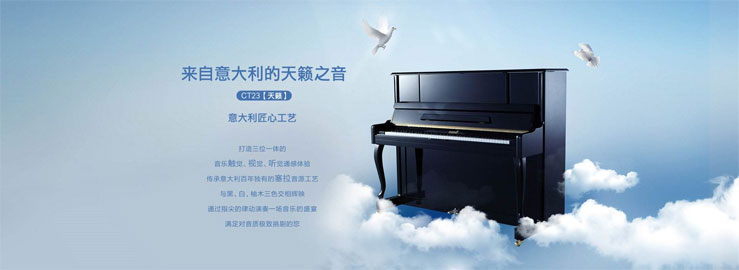 来自意大利的天籁之音
CT23【天籁】
意大利匠心工艺
打造三位一体的
音乐触觉、视觉、听觉通感体验
传承意大利百年独有的塞拉音源工艺
与黑、白、柚木三色交相辉映
通过指尖的律动演奏一场音乐的盛宴
满足对音质极致挑剔的您